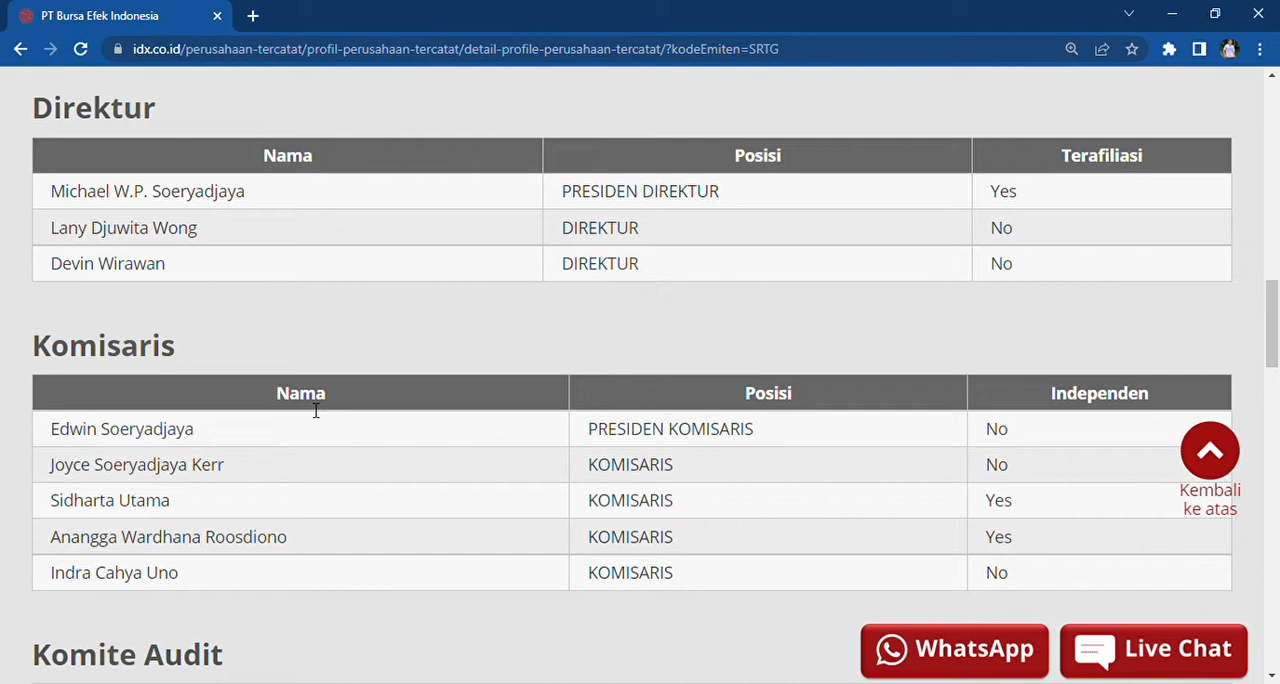 PT Bursa Efek Indonesia
idx.co.id/perusahaan-tercatat/profil-perusahaan-tercatat/detail-profile-perusahaan-tercatat/?kodeEmiten=SRTG
Direktur
Nama Posisi Terafiliasi
Michael W.P. Soeryadjaya PRESIDEN DIREKTUR Yes
Lany Djuwita Wong DIREKTUR No
Devin Wirawan DIREKTUR No
Komisaris
Nama Posisi Independen
Edwin Soeryadjaya PRESIDEN KOMISARIS No
Joyce Soeryadjaya Kerr KOMISARIS No
Sidharta Utama KOMISARIS Yes
Anangga Wardhana Roosdiono KOMISARIS Yes
Indra Cahya Uno KOMISARIS No
Kembali
ke atas
Komite Audit
WhatsApp
Live Chat